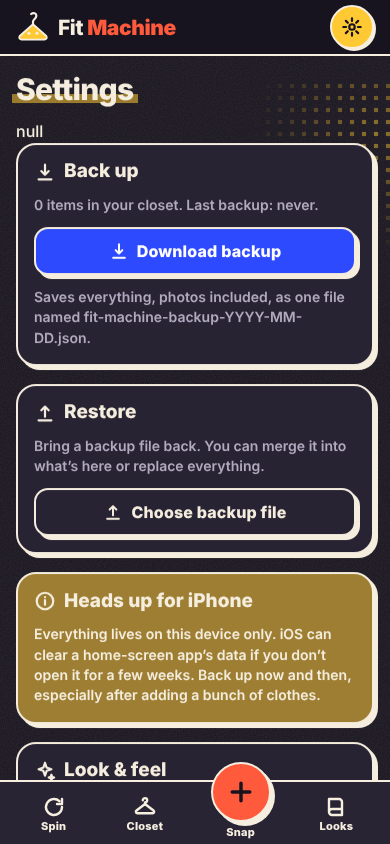 Fit Machine
Settings
null
Back up
0 items in your closet. Last backup: never.
Download backup
Saves everything, photos included, as one file
named fit-machine-backup-YYYY-MM-
DD.json.
Restore
Bring a backup file back. You can merge it into
what’s here or replace everything.
Choose backup file
Heads up for iPhone
Everything lives on this device only. iOS can
clear a home-screen app’s data if you don’t
open it for a few weeks. Back up now and then,
especially after adding a bunch of clothes.
Look & feel
Spin
Closet
Snap
Looks